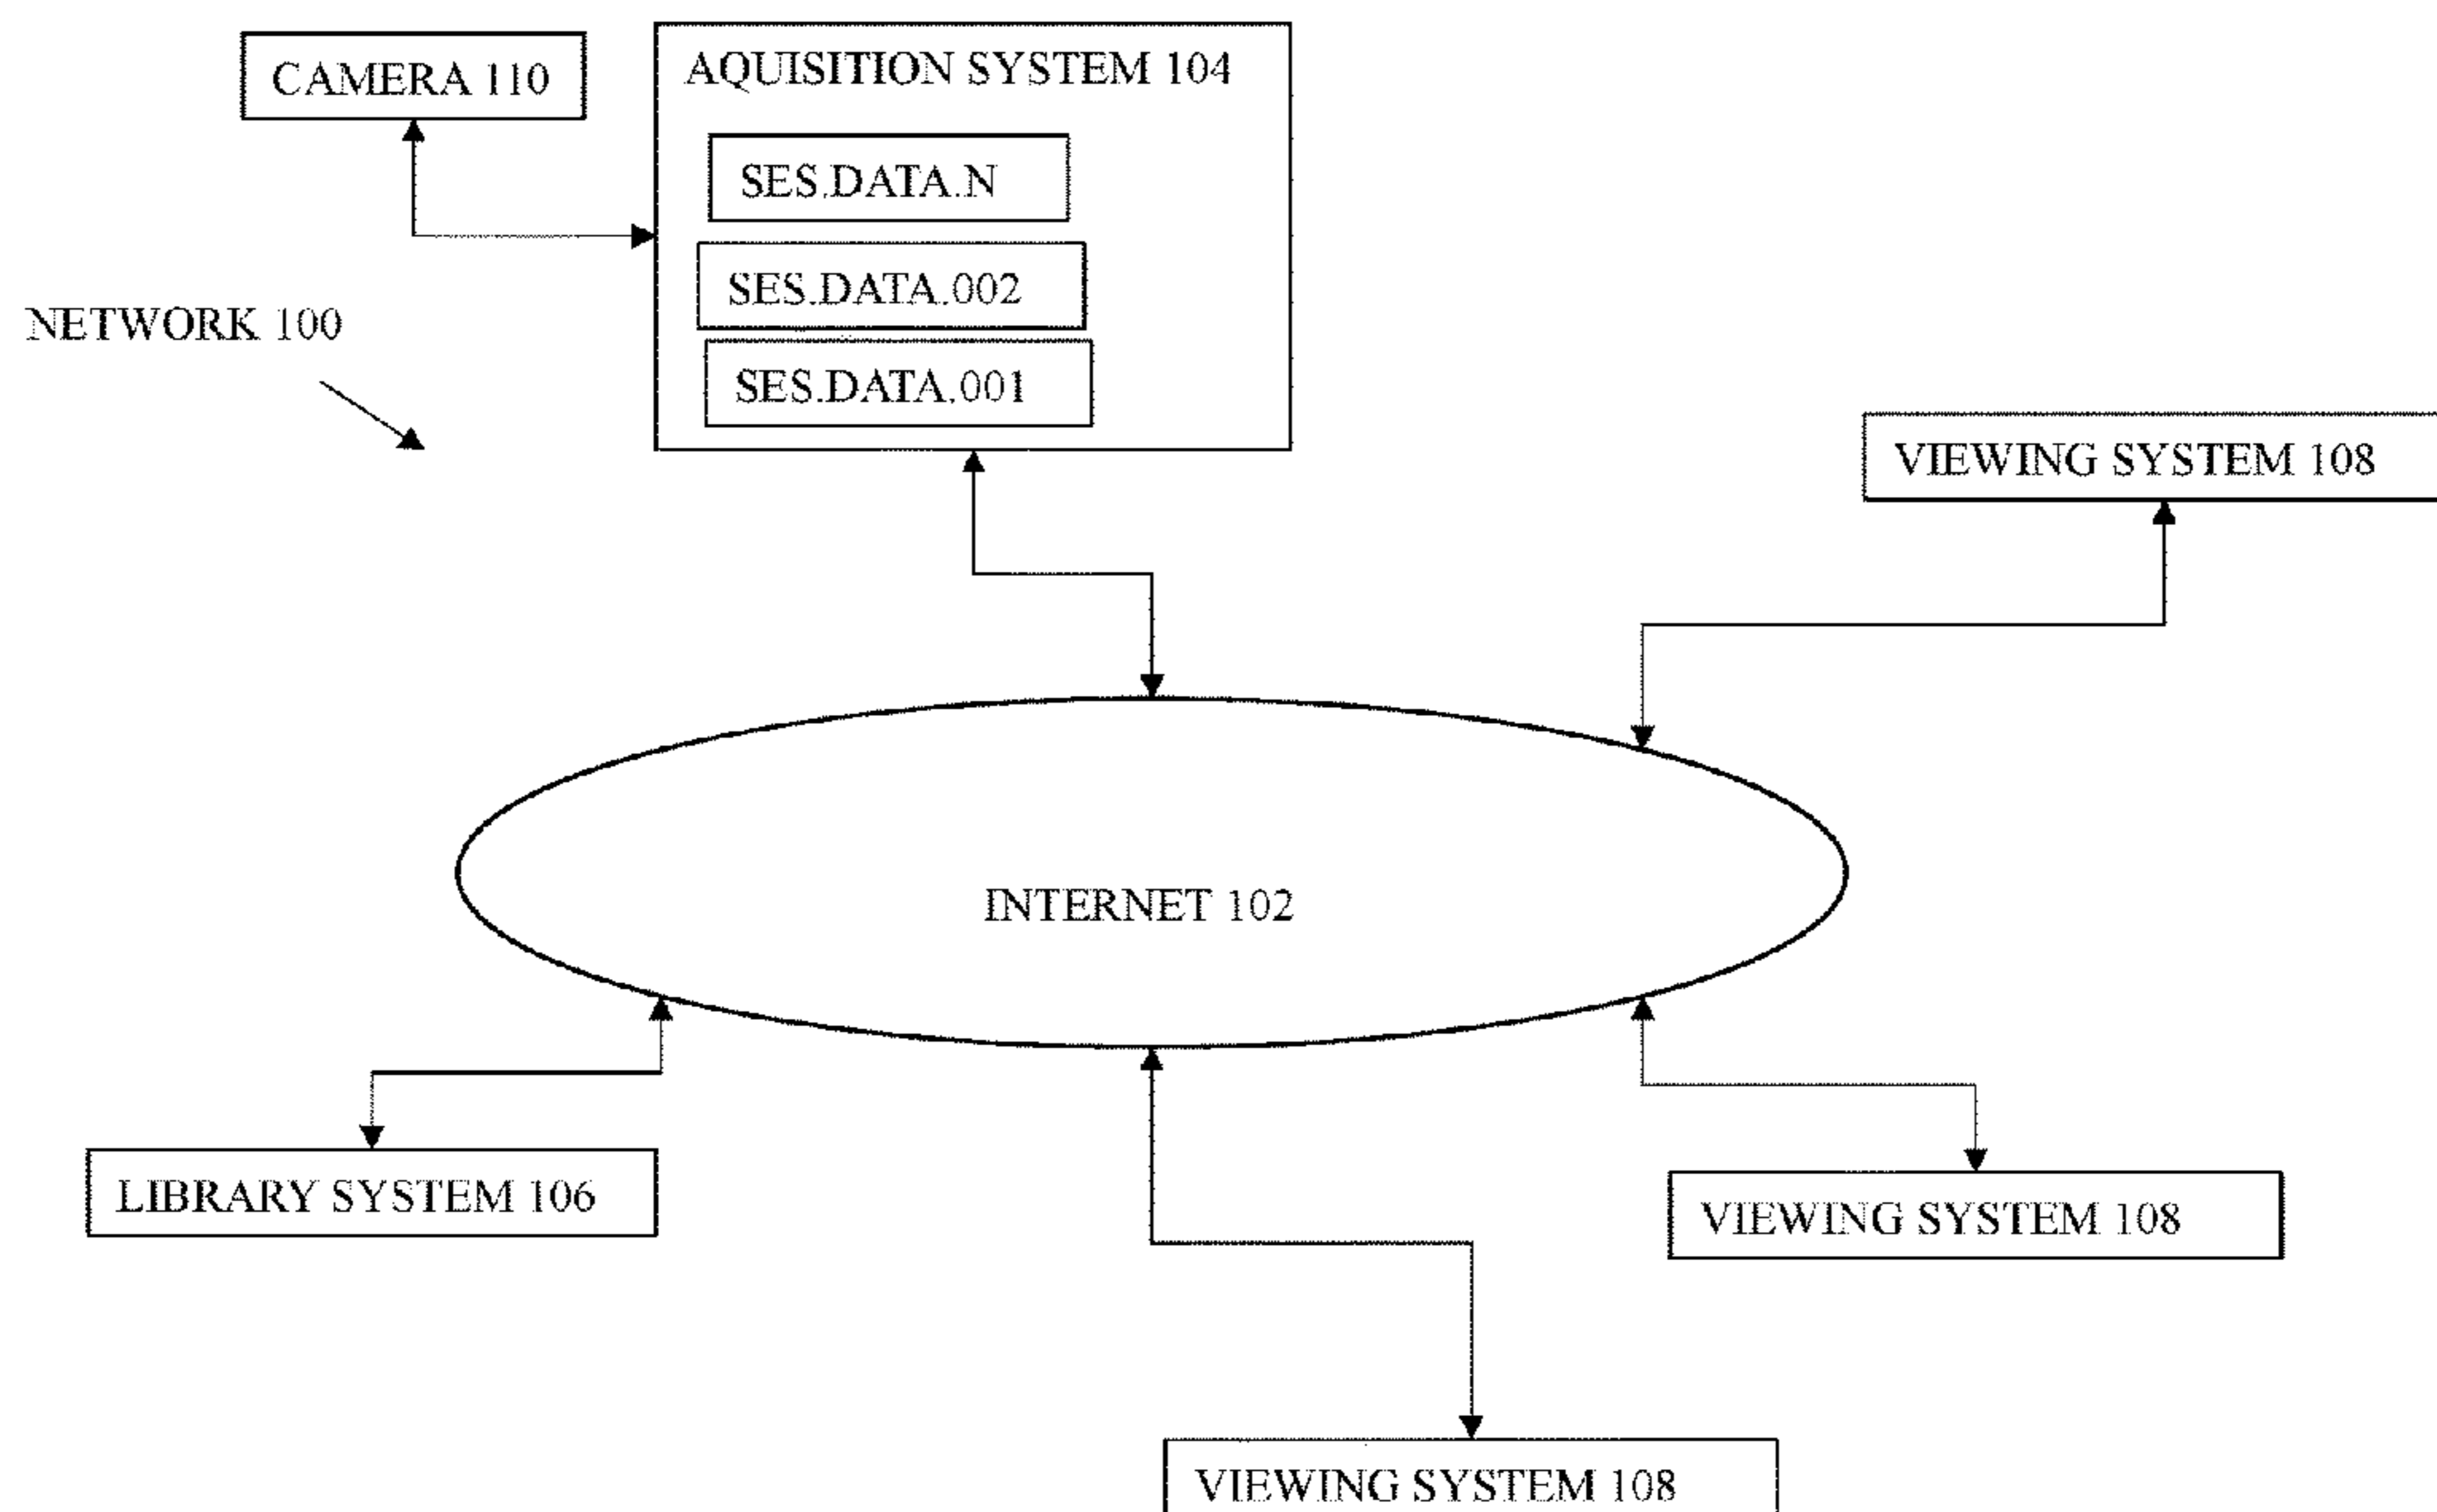 CAMERA 110
AQUISITION SYSTEM 104
SES.DATA.N
SES.DATA.002
NETWORK 100
SES.DATA.001
VIEWING SYSTEM 108
INTERNET 102
LIBRARY SYSTEM 106
VIEWING SYSTEM 108
VIEWING SYSTEM 108